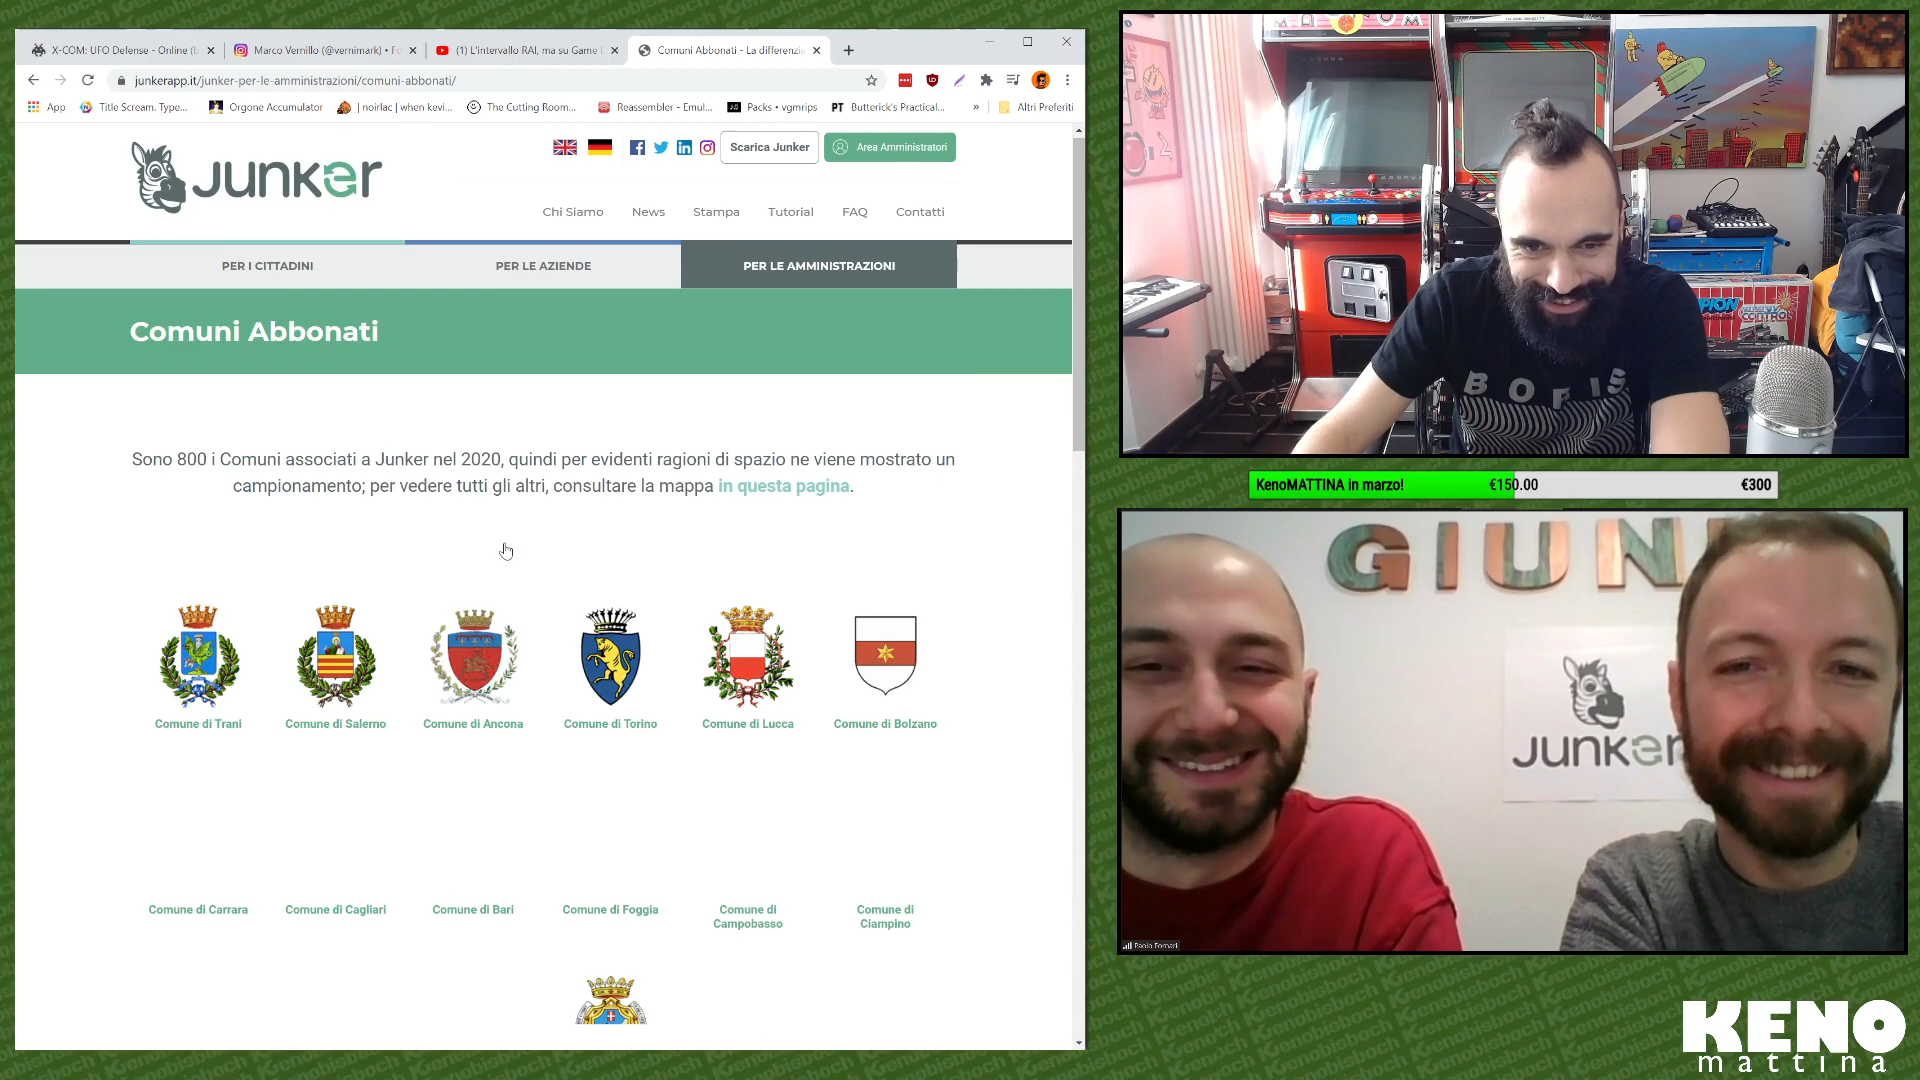 X-COM: UFO Defense - Online (b
Marco Vernillo (@vernimark) • Fo
(1) L'intervallo RAI, ma su Game
Comuni Abbonati - La differenzia
junkerapp.it/junker-per-le-amministrazioni/comuni-abbonati/
App
Title Scream. Type...
Orgone Accumulator
| noirlac | when kevi...
The Cutting Room...
Reassembler - Emul...
Packs • vgmrips
PT Butterick's Practical...
»
Altri Preferiti
JUNKer
Scarica Junker
Area Amministratori
Chi Siamo
News
Stampa
Tutorial
FAQ
Contatti
PER I CITTADINI
PER LE AZIENDE
PER LE AMMINISTRAZIONI
Comuni Abbonati
Sono 800 i Comuni associati a Junker nel 2020, quindi per evidenti ragioni di spazio ne viene mostrato un
campionamento; per vedere tutti gli altri, consultare la mappa in questa pagina.
Comune di Trani
Comune di Salerno
Comune di Ancona
Comune di Torino
Comune di Lucca
Comune di Bolzano
Comune di Carrara
Comune di Cagliari
Comune di Bari
Comune di Foggia
Comune di
Campobasso
Comune di
Ciampino
BORIS
KenoMATTINA in marzo!
€150.00
€300
GIUN
JUNKer
Paolo Fornari
KENO
mattina